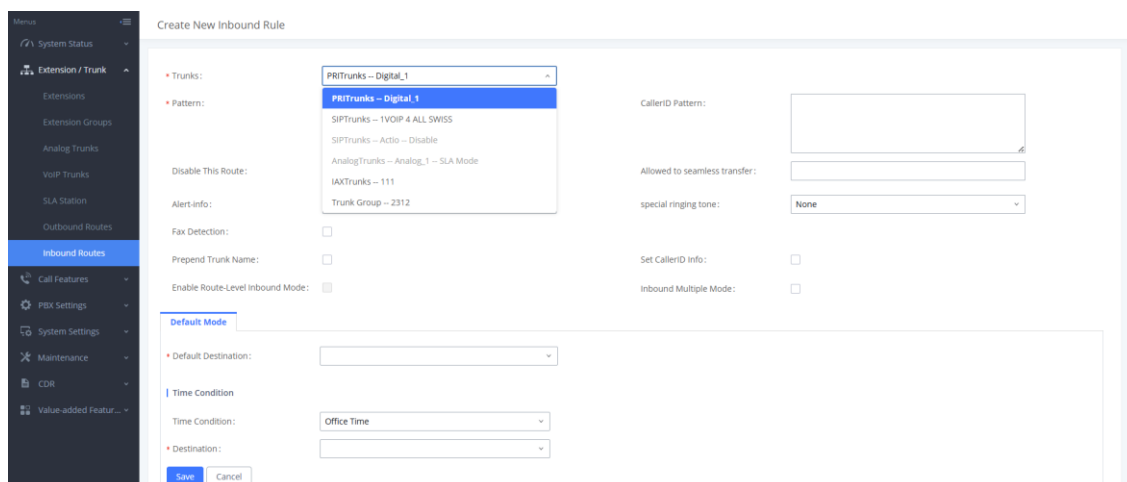 Menus
System Status
Extension / Trunk
Extensions
Extension Groups
Analog Trunks
VoIP Trunks
SLA Station
Outbound Routes
Inbound Routes
Call Features
PBX Settings
System Settings
Maintenance
CDR
Value-added Featur...
Create New Inbound Rule
* Trunks:
PRITrunks -- Digital_1
PRITrunks -- Digital_1
SIPTrunks -- 1VOIP 4 ALL SWISS
SIPTrunks -- Actio -- Disable
AnalogTrunks -- Analog_1 -- SLA Mode
IAXTrunks -- 111
Trunk Group -- 2312
* Pattern:
CallerID Pattern:
Disable This Route:
Allowed to seamless transfer:
Alert-info:
special ringing tone:
None
Fax Detection:
Prepend Trunk Name:
Set CallerID Info:
Enable Route-Level Inbound Mode:
Inbound Multiple Mode:
Default Mode
* Default Destination:
Time Condition
Time Condition:
Office Time
* Destination:
Save
Cancel